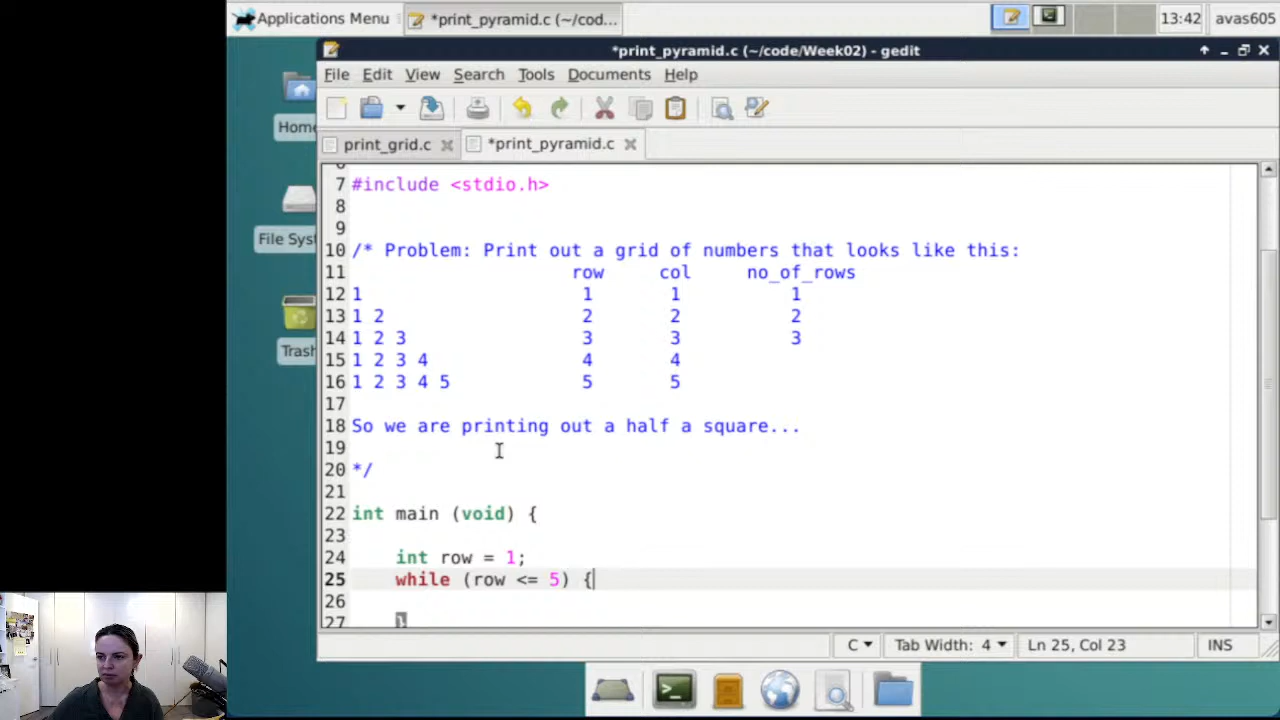 Applications Menu
*print_pyramid.c (~/cod...
13:42
avas605
*print_pyramid.c (~/code/Week02) - gedit
File Edit View Search Tools Documents Help
Home
print_grid.c
*print_pyramid.c
7 #include <stdio.h>
8
9
10 /* Problem: Print out a grid of numbers that looks like this:
11 row col no_of_rows
12 1 1 1 1
13 1 2 2 2 2
14 1 2 3 3 3 3
15 1 2 3 4 4 4
16 1 2 3 4 5 5 5
17
18 So we are printing out a half a square...
19
20 */
21
22 int main (void) {
23
24 int row = 1;
25 while (row <= 5) {
26
27 }
File Syst
Trash
C Tab Width: 4 Ln 25, Col 23 INS